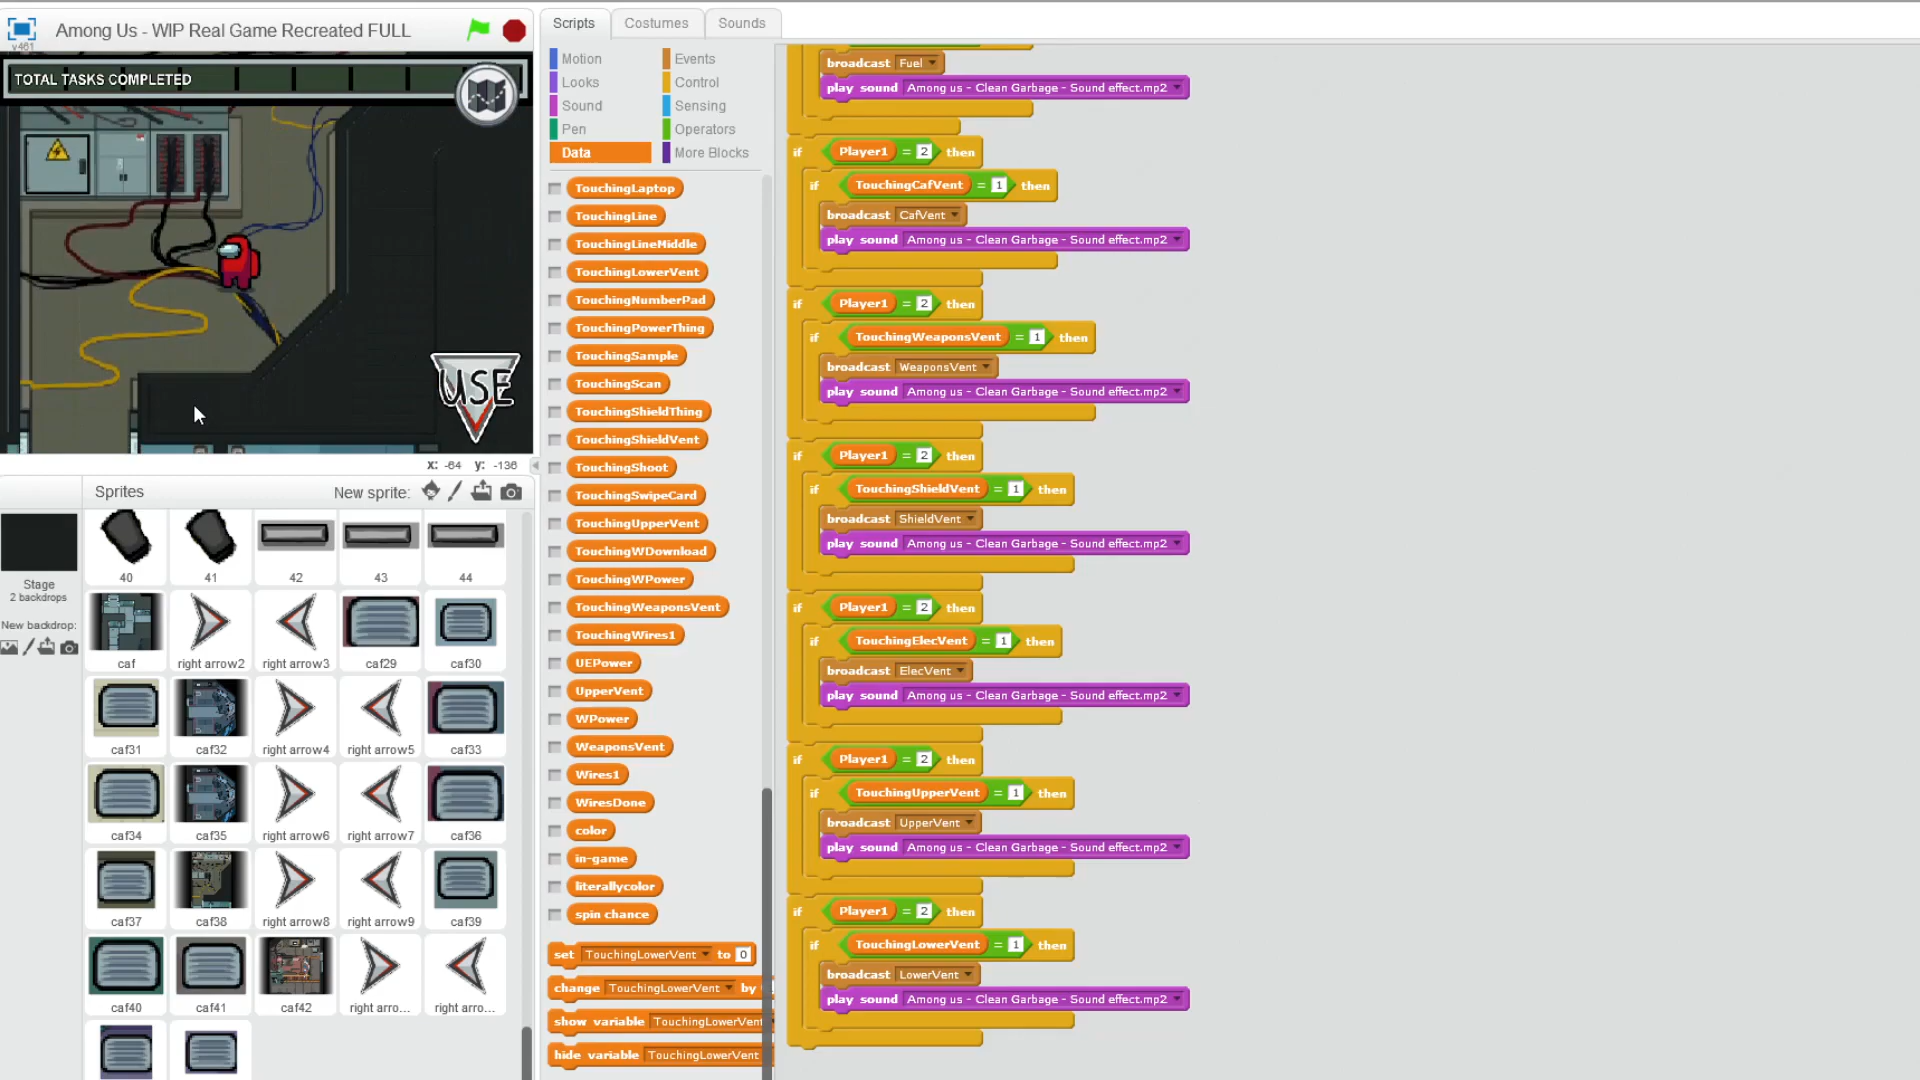 Among Us - WIP Real Game Recreated FULL
v461
TOTAL TASKS COMPLETED
USE
x: -64 y: -136
Sprites
New sprite:
40
41
42
43
44
Stage
2 backdrops
New backdrop:
caf
right arrow2
right arrow3
caf29
caf30
caf31
caf32
right arrow4
right arrow5
caf33
caf34
caf35
right arrow6
right arrow7
caf36
caf37
caf38
right arrow8
right arrow9
caf39
caf40
caf41
caf42
right arro...
right arro...
Scripts
Costumes
Sounds
Motion
Events
Looks
Control
Sound
Sensing
Pen
Operators
Data
More Blocks
TouchingLaptop
TouchingLine
TouchingLineMiddle
TouchingLowerVent
TouchingNumberPad
TouchingPowerThing
TouchingSample
TouchingScan
TouchingShieldThing
TouchingShieldVent
TouchingShoot
TouchingSwipeCard
TouchingUpperVent
TouchingWDownload
TouchingWPower
TouchingWeaponsVent
TouchingWires1
UEPower
UpperVent
WPower
WeaponsVent
Wires1
WiresDone
color
in-game
literallycolor
spin chance
set TouchingLowerVent to 0
change TouchingLowerVent by
show variable TouchingLowerVent
hide variable TouchingLowerVent
broadcast Fuel
play sound Among us - Clean Garbage - Sound effect.mp2
if Player1 = 2 then
if TouchingCafVent = 1 then
broadcast CafVent
play sound Among us - Clean Garbage - Sound effect.mp2
if Player1 = 2 then
if TouchingWeaponsVent = 1 then
broadcast WeaponsVent
play sound Among us - Clean Garbage - Sound effect.mp2
if Player1 = 2 then
if TouchingShieldVent = 1 then
broadcast ShieldVent
play sound Among us - Clean Garbage - Sound effect.mp2
if Player1 = 2 then
if TouchingElecVent = 1 then
broadcast ElecVent
play sound Among us - Clean Garbage - Sound effect.mp2
if Player1 = 2 then
if TouchingUpperVent = 1 then
broadcast UpperVent
play sound Among us - Clean Garbage - Sound effect.mp2
if Player1 = 2 then
if TouchingLowerVent = 1 then
broadcast LowerVent
play sound Among us - Clean Garbage - Sound effect.mp2